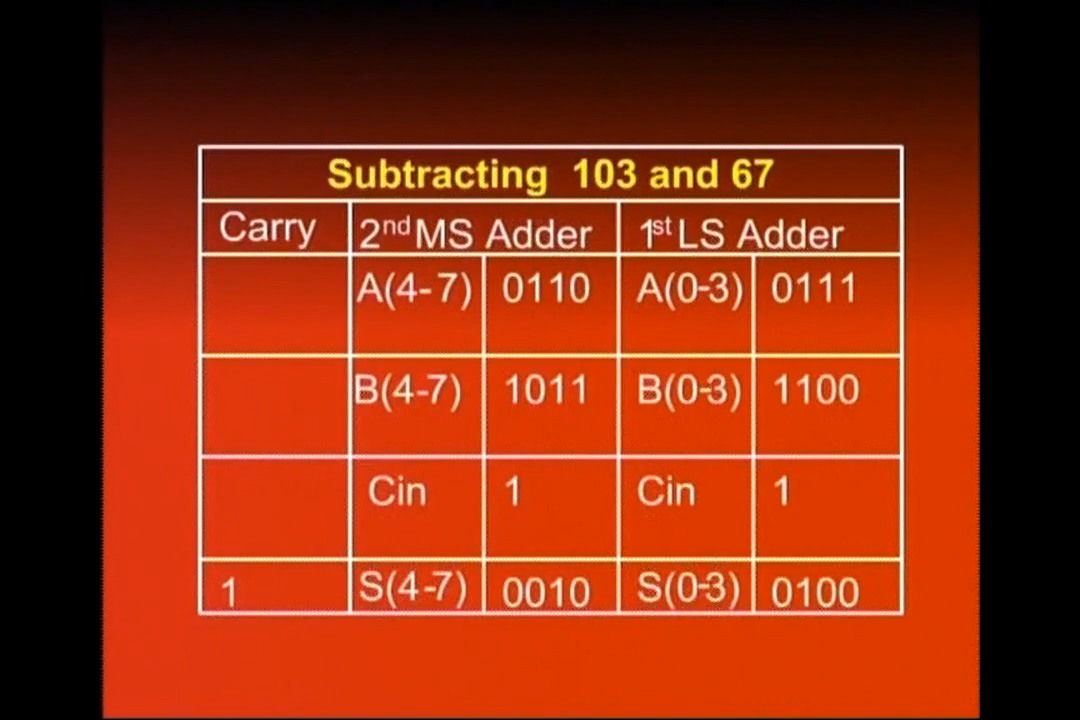 Subtracting 103 and 67
Carry 2nd MS Adder 1st LS Adder
A(4-7) 0110 A(0-3) 0111
B(4-7) 1011 B(0-3) 1100
Cin 1 Cin 1
1 S(4-7) 0010 S(0-3) 0100